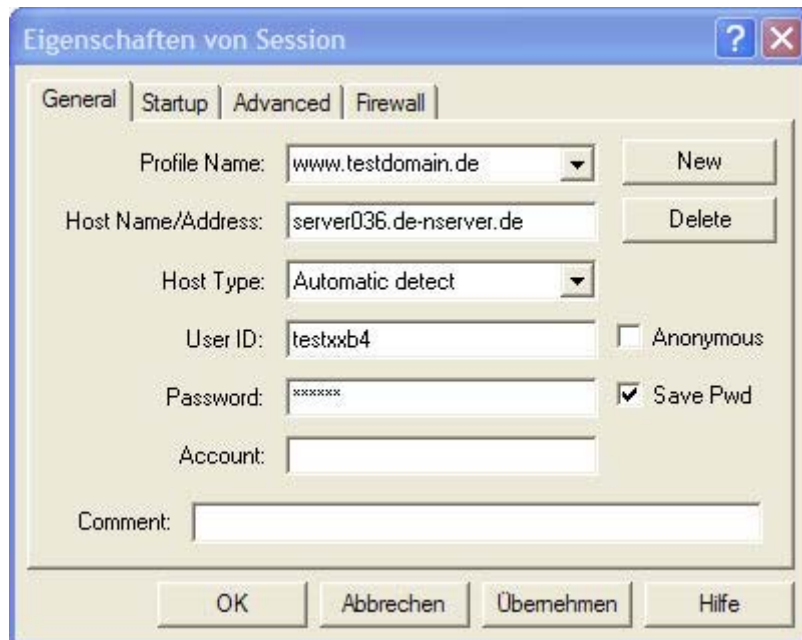 Eigenschaften von Session
General Startup Advanced Firewall
Profile Name: www.testdomain.de New
Host Name/Address: server036.de-nserver.de Delete
Host Type: Automatic detect
User ID: testxxb4 Anonymous
Password: ****** Save Pwd
Account:
Comment:
OK Abbrechen Übernehmen Hilfe